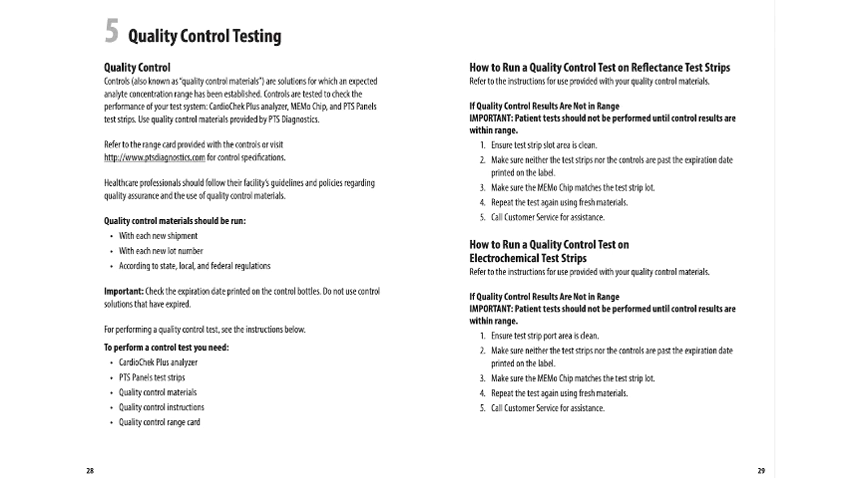 5 Quality Control Testing
Quality Control
Controls (also known as “quality control materials”) are solutions for which an expected
analyte concentration range has been established. Controls are tested to check the
performance of your test system: CardioChek Plus analyzer, MEMo Chip, and PTS Panels
test strips. Use quality control materials provided by PTS Diagnostics.
Refer to the range card provided with the controls or visit
http://www.ptsdiagnostics.com for control specifications.
Healthcare professionals should follow their facility’s guidelines and policies regarding
quality assurance and the use of quality control materials.
Quality control materials should be run:
• With each new shipment
• With each new lot number
• According to state, local, and federal regulations
Important: Check the expiration date printed on the control bottles. Do not use control
solutions that have expired.
For performing a quality control test, see the instructions below.
To perform a control test you need:
• CardioChek Plus analyzer
• PTS Panels test strips
• Quality control materials
• Quality control instructions
• Quality control range card
28
How to Run a Quality Control Test on Reflectance Test Strips
Refer to the instructions for use provided with your quality control materials.
If Quality Control Results Are Not in Range
IMPORTANT: Patient tests should not be performed until control results are
within range.
1. Ensure test strip slot area is clean.
2. Make sure neither the test strips nor the controls are past the expiration date
printed on the label.
3. Make sure the MEMo Chip matches the test strip lot.
4. Repeat the test again using fresh materials.
5. Call Customer Service for assistance.
How to Run a Quality Control Test on
Electrochemical Test Strips
Refer to the instructions for use provided with your quality control materials.
If Quality Control Results Are Not in Range
IMPORTANT: Patient tests should not be performed until control results are
within range.
1. Ensure test strip port area is clean.
2. Make sure neither the test strips nor the controls are past the expiration date
printed on the label.
3. Make sure the MEMo Chip matches the test strip lot.
4. Repeat the test again using fresh materials.
5. Call Customer Service for assistance.
29